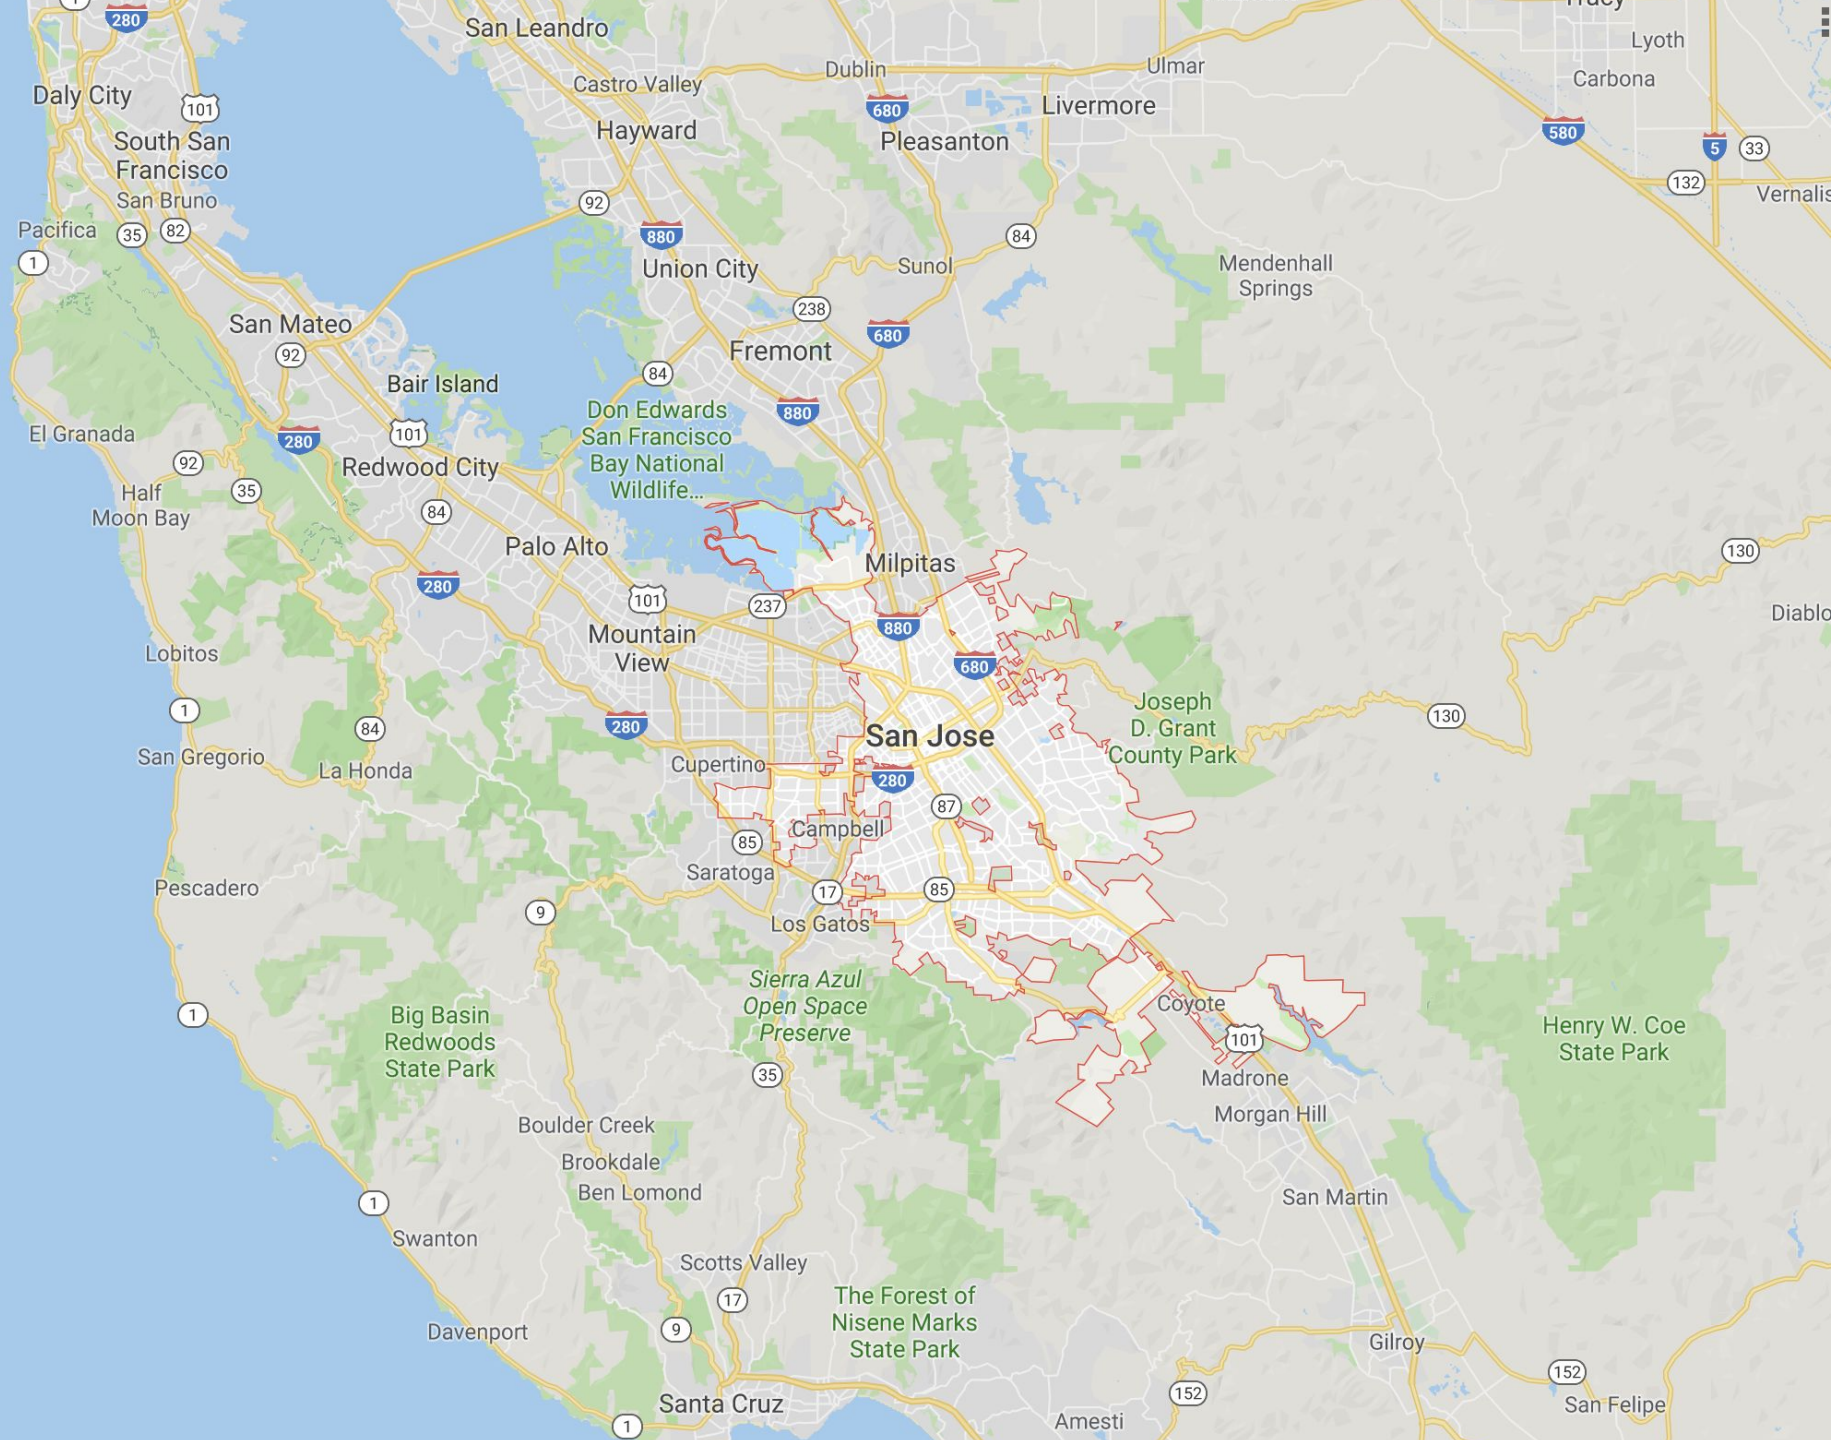 280
San Leandro
Tracy
Lyoth
Castro Valley
Dublin
Ulmar
Carbona
Daly City
101
680
Livermore
Hayward
580
South San
Francisco
Pleasanton
5
33
132
San Bruno
92
Vernalis
Pacifica
35
82
880
84
1
Union City
Sunol
Mendenhall
Springs
238
San Mateo
680
92
Fremont
84
Bair Island
880
Don Edwards
San Francisco
Bay National
Wildlife...
El Granada
280
101
92
Redwood City
35
Half
Moon Bay
84
Palo Alto
Milpitas
130
280
101
237
Diablo
880
Mountain
View
Lobitos
680
1
Joseph
D. Grant
County Park
130
84
280
San Jose
San Gregorio
La Honda
Cupertino
280
87
Campbell
85
Saratoga
Pescadero
17
85
9
Los Gatos
Sierra Azul
Open Space
Preserve
Coyote
1
Big Basin
Redwoods
State Park
101
Henry W. Coe
State Park
35
Madrone
Morgan Hill
Boulder Creek
Brookdale
Ben Lomond
1
San Martin
Swanton
Scotts Valley
17
The Forest of
Nisene Marks
State Park
Davenport
9
Gilroy
152
152
Santa Cruz
San Felipe
1
Amesti